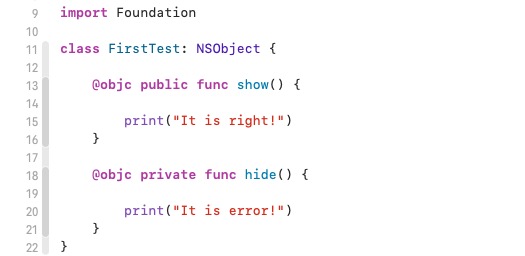 9 import Foundation
10
11 class FirstTest: NSObject {
12
13     @objc public func show() {
14
15         print("It is right!")
16     }
17
18     @objc private func hide() {
19
20         print("It is error!")
21     }
22 }